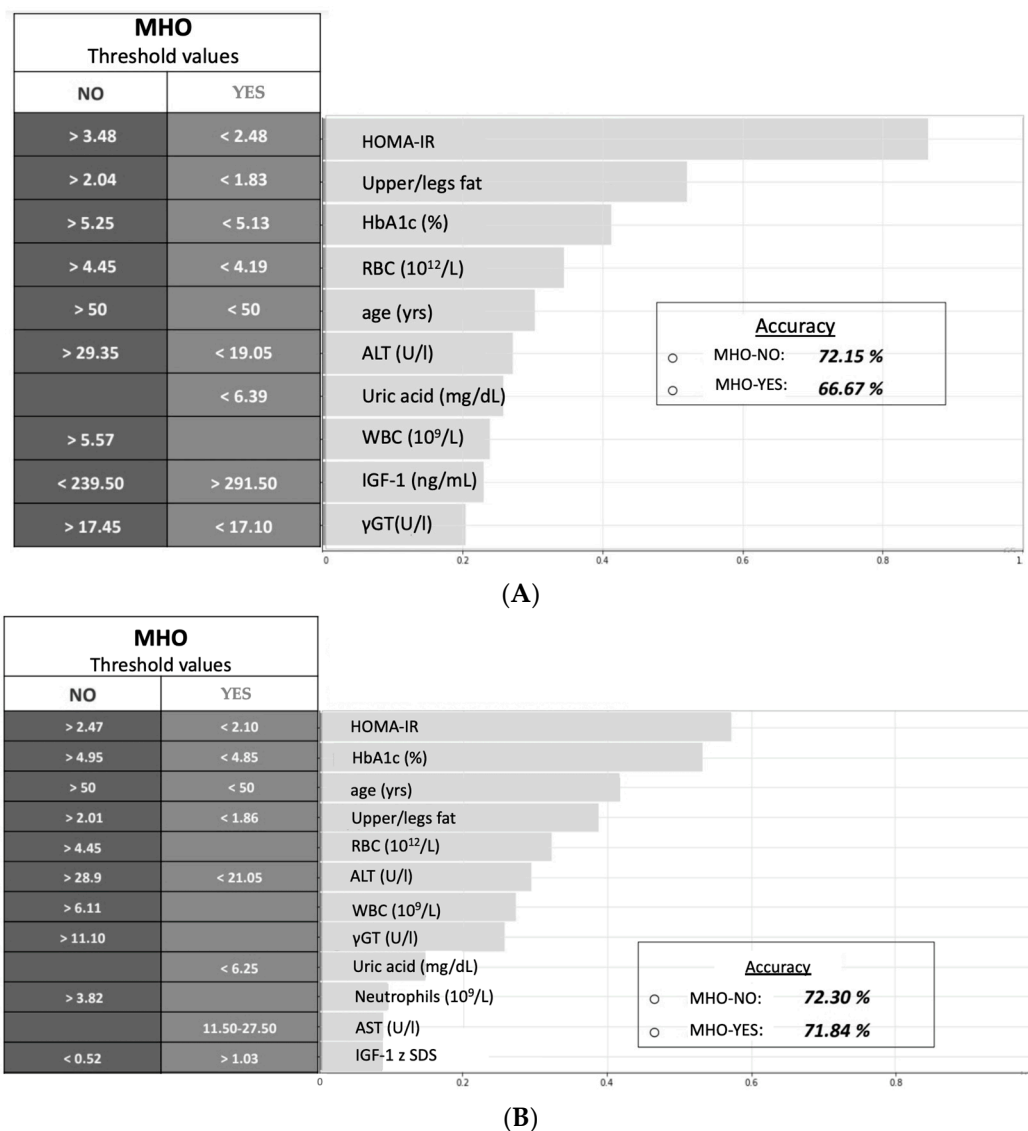 MHO
Threshold values
NO YES
> 3.48 < 2.48 HOMA-IR
> 2.04 < 1.83 Upper/legs fat
> 5.25 < 5.13 HbA1c (%)
> 4.45 < 4.19 RBC (10¹²/L)
> 50 < 50 age (yrs)
> 29.35 < 19.05 ALT (U/l)
< 6.39 Uric acid (mg/dL)
> 5.57 WBC (10⁹/L)
< 239.50 > 291.50 IGF-1 (ng/mL)
> 17.45 < 17.10 γGT(U/l)
Accuracy
MHO-NO: 72.15 %
MHO-YES: 66.67 %
0 0.2 0.4 0.6 0.8 1.
(A)
MHO
Threshold values
NO YES
> 2.47 < 2.10 HOMA-IR
> 4.95 < 4.85 HbA1c (%)
> 50 < 50 age (yrs)
> 2.01 < 1.86 Upper/legs fat
> 4.45 RBC (10¹²/L)
> 28.9 < 21.05 ALT (U/l)
> 6.11 WBC (10⁹/L)
> 11.10 γGT (U/l)
< 6.25 Uric acid (mg/dL)
> 3.82 Neutrophils (10⁹/L)
11.50-27.50 AST (U/l)
< 0.52 > 1.03 IGF-1 z SDS
Accuracy
MHO-NO: 72.30 %
MHO-YES: 71.84 %
0 0.2 0.4 0.6 0.8
(B)